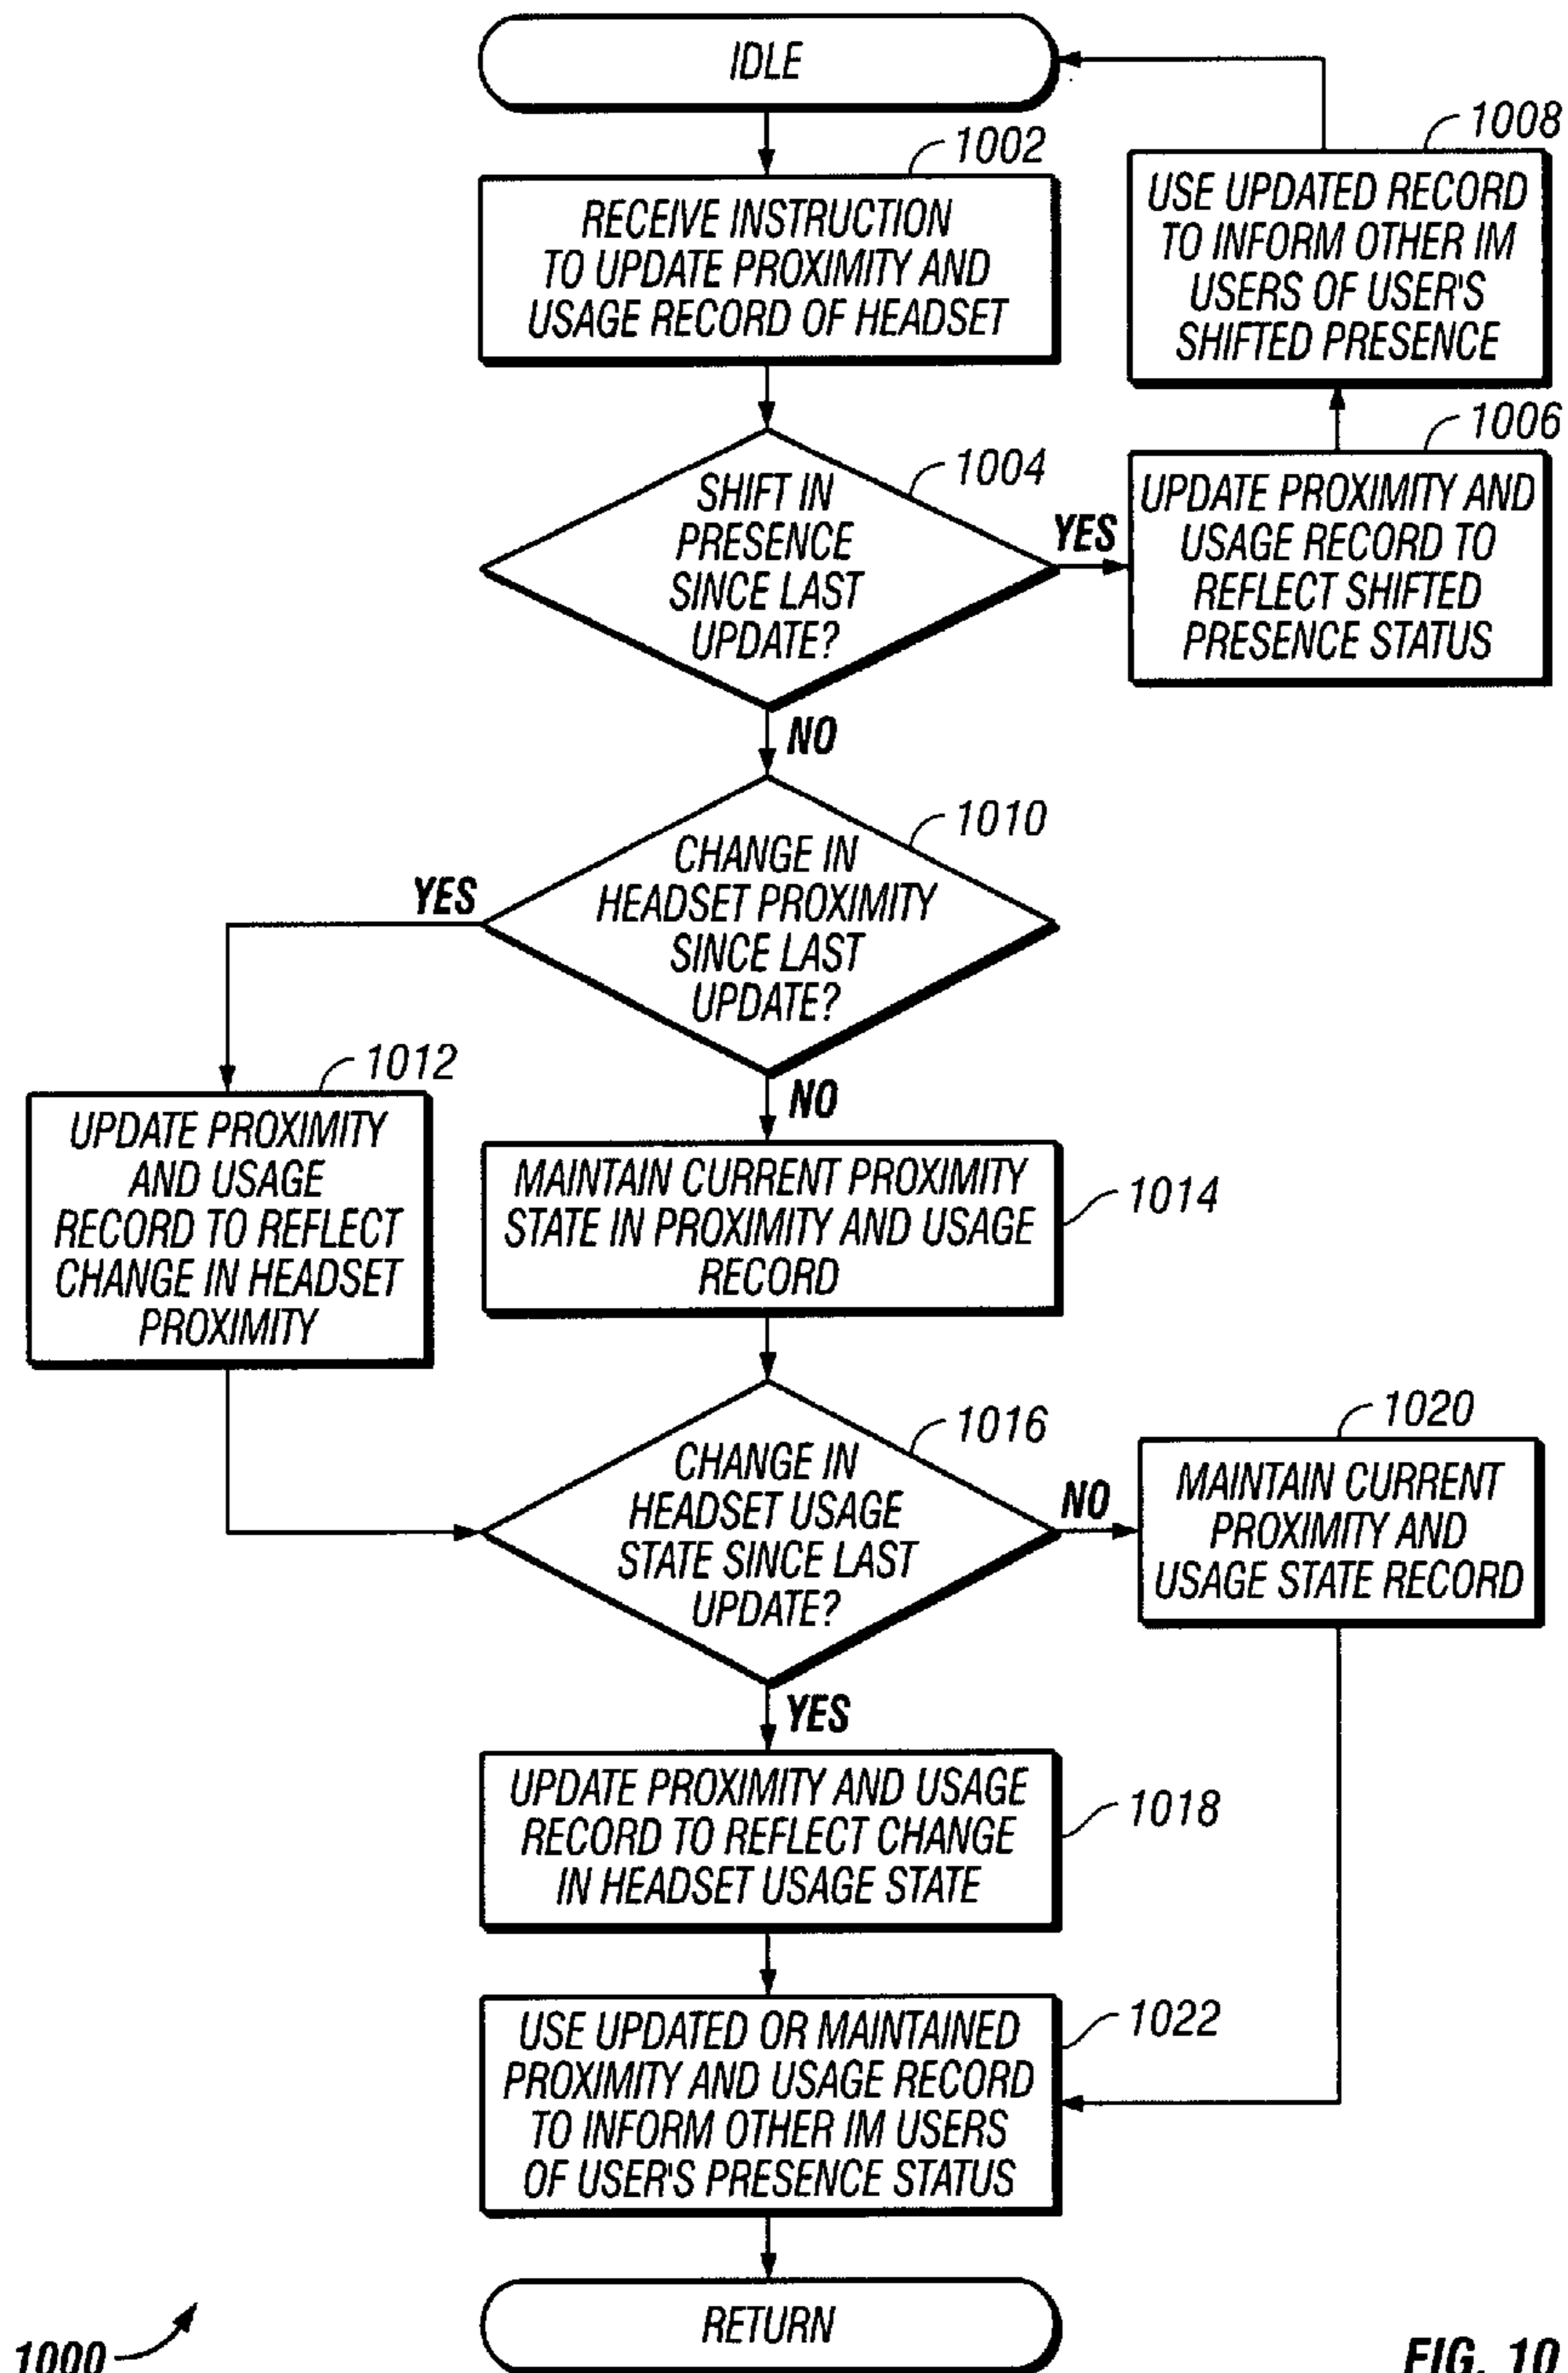 IDLE
1002
RECEIVE INSTRUCTION
TO UPDATE PROXIMITY AND
USAGE RECORD OF HEADSET
1008
USE UPDATED RECORD
TO INFORM OTHER IM
USERS OF USER'S
SHIFTED PRESENCE
1004
SHIFT IN
PRESENCE
SINCE LAST
UPDATE?
YES
1006
UPDATE PROXIMITY AND
USAGE RECORD TO
REFLECT SHIFTED
PRESENCE STATUS
NO
1010
CHANGE IN
HEADSET PROXIMITY
SINCE LAST
UPDATE?
YES
1012
UPDATE PROXIMITY
AND USAGE
RECORD TO REFLECT
CHANGE IN HEADSET
PROXIMITY
NO
MAINTAIN CURRENT PROXIMITY
STATE IN PROXIMITY AND USAGE
RECORD
1014
1016
CHANGE IN
HEADSET USAGE
STATE SINCE LAST
UPDATE?
NO
1020
MAINTAIN CURRENT
PROXIMITY AND
USAGE STATE RECORD
YES
UPDATE PROXIMITY AND USAGE
RECORD TO REFLECT CHANGE
IN HEADSET USAGE STATE
1018
USE UPDATED OR MAINTAINED
PROXIMITY AND USAGE RECORD
TO INFORM OTHER IM USERS
OF USER'S PRESENCE STATUS
1022
RETURN
1000
FIG. 10